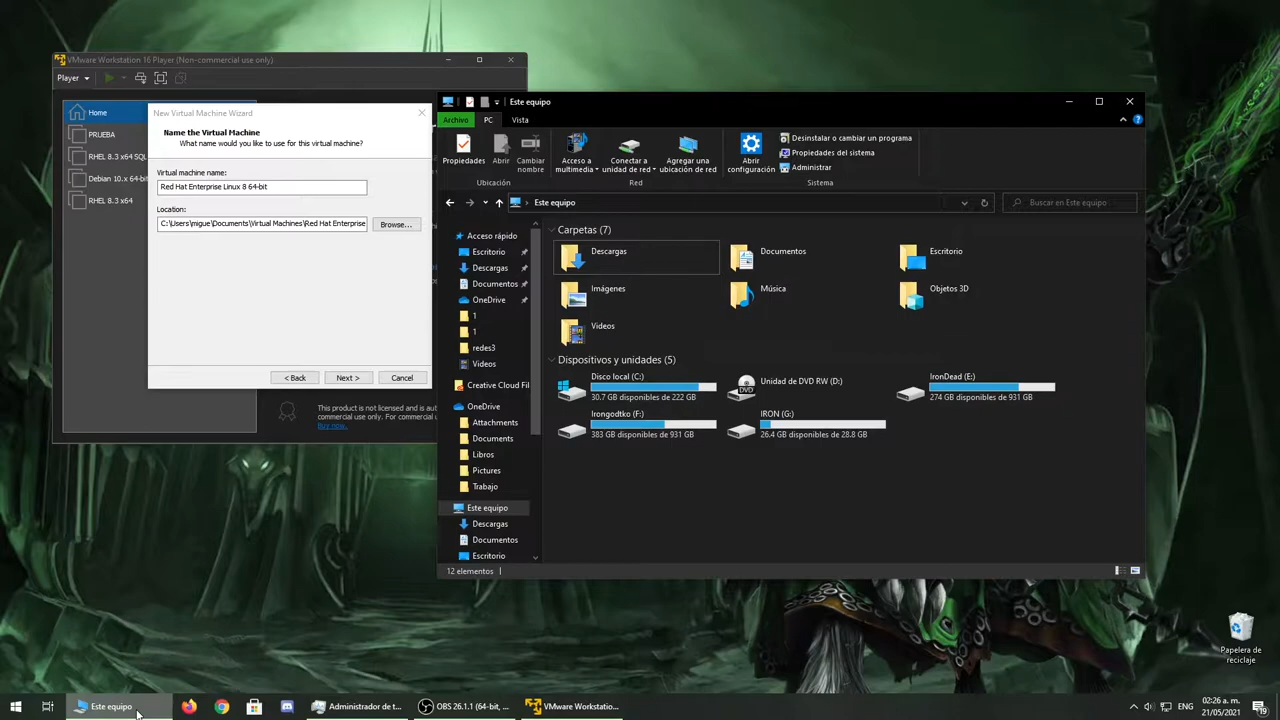 VMware Workstation 16 Player (Non-commercial use only)
Player
Home
PRUEBA
RHEL 8.3 x64 SQL
Debian 10.x 64-bit
RHEL 8.3 x64
New Virtual Machine Wizard
Name the Virtual Machine
What name would you like to use for this virtual machine?
Virtual machine name:
Red Hat Enterprise Linux 8 64-bit
Location:
C:\Users\migue\Documents\Virtual Machines\Red Hat Enterprise
Browse...
< Back
Next >
Cancel
This product is not licensed and is
commercial use only. For commercial
Buy now.
Este equipo
Archivo
PC
Vista
Propiedades
Abrir
Cambiar
nombre
Ubicación
Acceso a
multimedia
Conectar a
unidad de red
Agregar una
ubicación de red
Red
Abrir
configuración
Desinstalar o cambiar un programa
Propiedades del sistema
Administrar
Sistema
Este equipo
Buscar en Este equipo
Acceso rápido
Escritorio
Descargas
Documentos
OneDrive
1
1
redes3
Videos
Creative Cloud Fil
OneDrive
Attachments
Documents
Libros
Pictures
Trabajo
Este equipo
Descargas
Documentos
Escritorio
Carpetas (7)
Descargas
Documentos
Escritorio
Imágenes
Música
Objetos 3D
Videos
Dispositivos y unidades (5)
Disco local (C:)
30.7 GB disponibles de 222 GB
Unidad de DVD RW (D:)
IronDead (E:)
274 GB disponibles de 931 GB
Irongodtko (F:)
383 GB disponibles de 931 GB
IRON (G:)
26.4 GB disponibles de 28.8 GB
12 elementos
Papelera de
reciclaje
Este equipo
Administrador de t...
OBS 26.1.1 (64-bit, ...
VMware Workstatio...
ENG
02:26 a. m.
21/05/2021
19